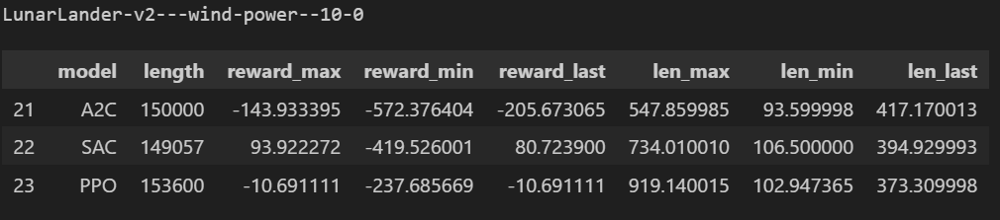 LunarLander-v2---wind-power--10-0
model length reward_max reward_min reward_last len_max len_min len_last
21 A2C 150000 -143.933395 -572.376404 -205.673065 547.859985 93.599998 417.170013
22 SAC 149057 93.922272 -419.526001 80.723900 734.010010 106.500000 394.929993
23 PPO 153600 -10.691111 -237.685669 -10.691111 919.140015 102.947365 373.309998